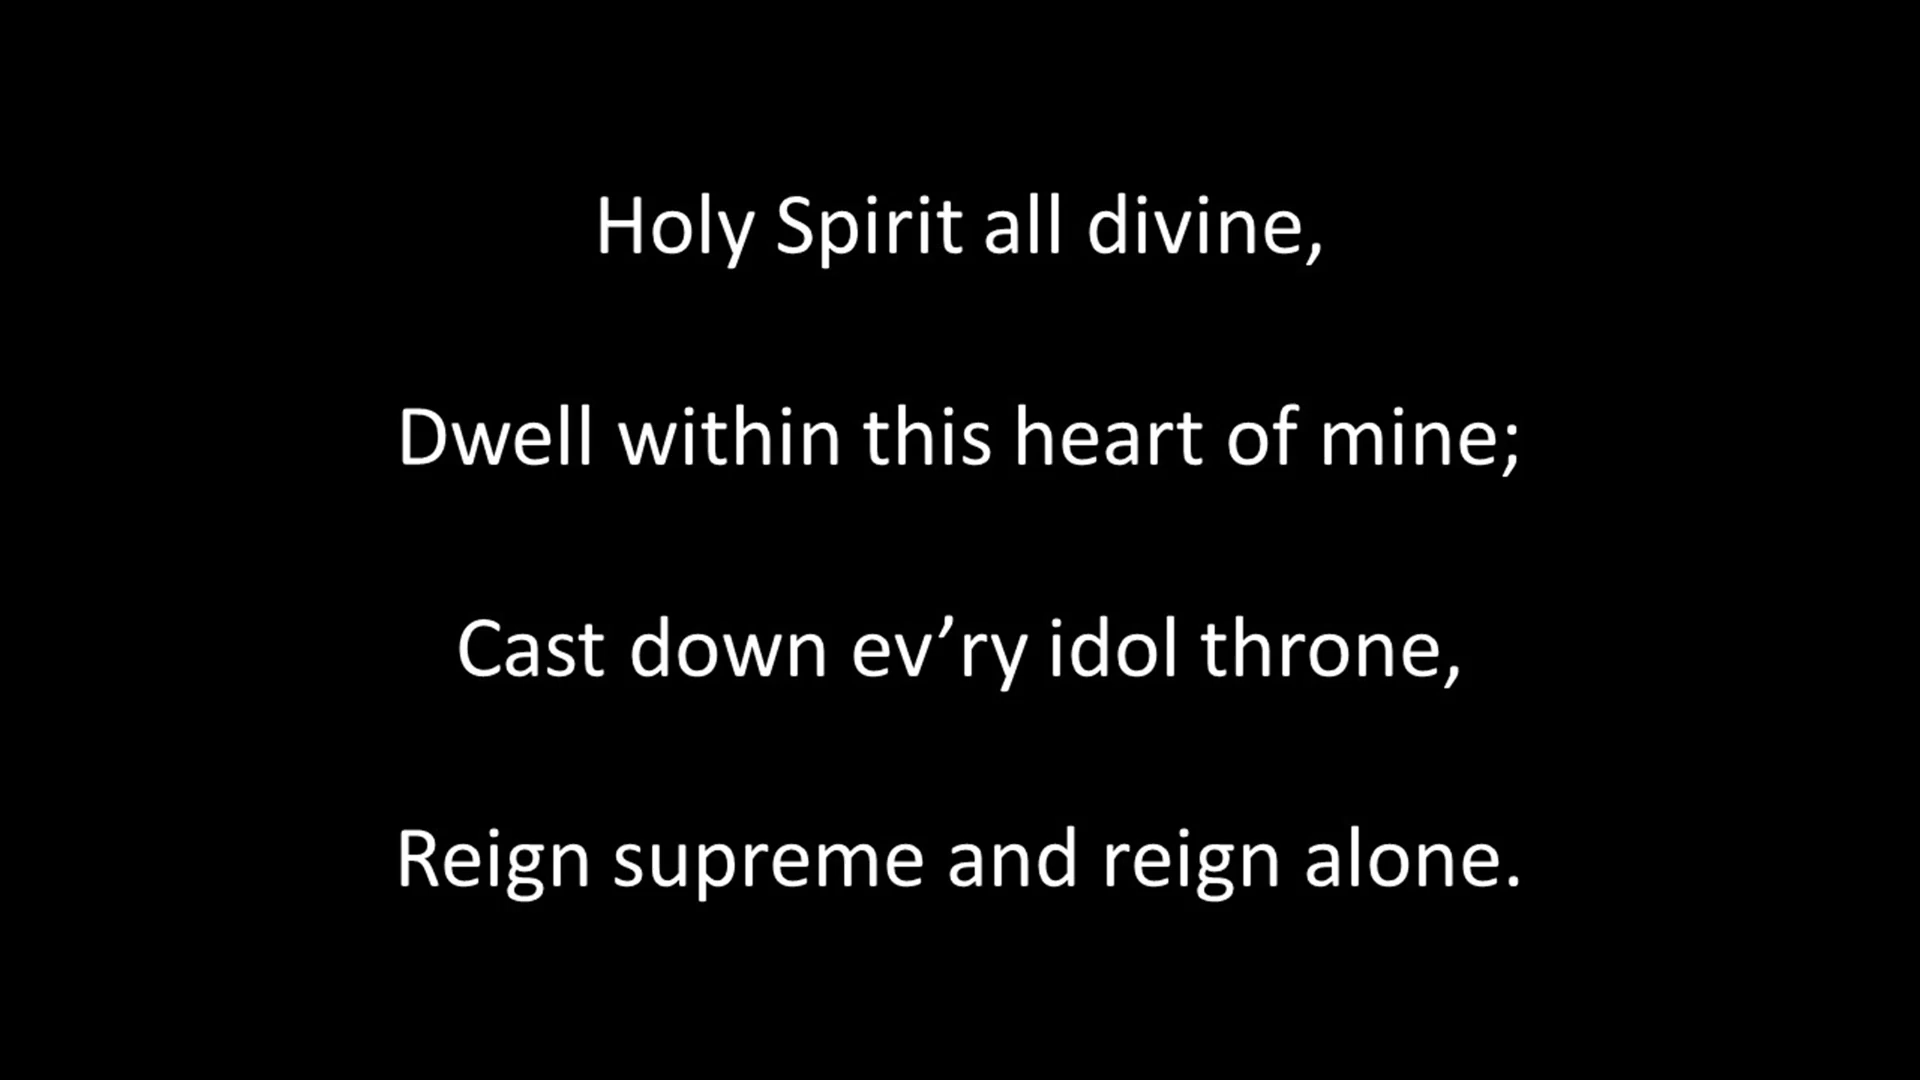 Holy Spirit all divine,
Dwell within this heart of mine;
Cast down ev’ry idol throne,
Reign supreme and reign alone.